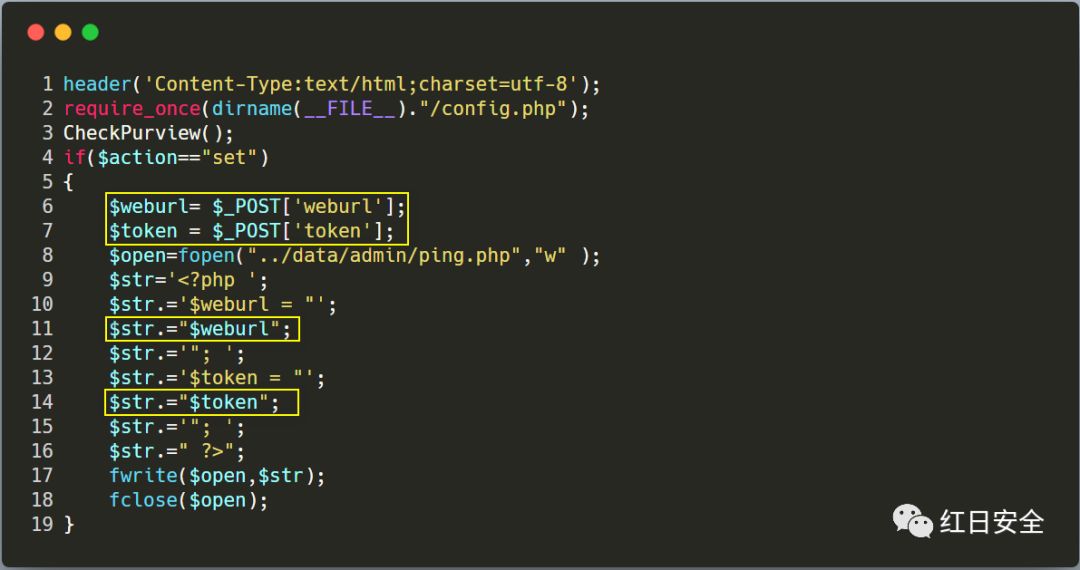 1 header('Content-Type:text/html;charset=utf-8');
2 require_once(dirname(__FILE__)."/config.php");
3 CheckPurview();
4 if($action=="set")
5 {
6     $weburl= $_POST['weburl'];
7     $token = $_POST['token'];
8     $open=fopen("../data/admin/ping.php","w" );
9     $str='<?php ';
10     $str.='$weburl = "';
11     $str.="$weburl";
12     $str.='"; ';
13     $str.='$token = "';
14     $str.="$token";
15     $str.='"; ';
16     $str.=" ?>";
17     fwrite($open,$str);
18     fclose($open);
19 }
红日安全